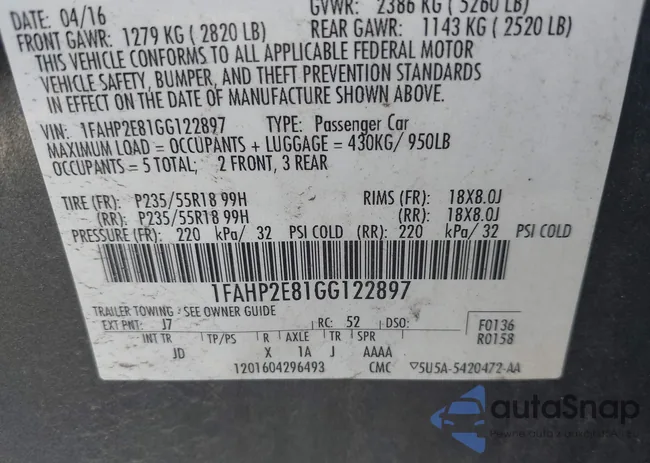 DATE: 04/16
GVWR: 2386 KG ( 5260 LB)
FRONT GAWR: 1279 KG ( 2820 LB)
REAR GAWR: 1143 KG ( 2520 LB)
THIS VEHICLE CONFORMS TO ALL APPLICABLE FEDERAL MOTOR
VEHICLE SAFETY, BUMPER, AND THEFT PREVENTION STANDARDS
IN EFFECT ON THE DATE OF MANUFACTURE SHOWN ABOVE.
VIN: 1FAHP2E81GG122897 TYPE: Passenger Car
MAXIMUM LOAD = OCCUPANTS + LUGGAGE = 430KG/ 950LB
OCCUPANTS = 5 TOTAL; 2 FRONT, 3 REAR
TIRE (FR): P235/55R18 99H RIMS (FR): 18X8.0J
(RR): P235/55R18 99H (RR): 18X8.0J
PRESSURE (FR): 220 kPa/ 32 PSI COLD (RR): 220 kPa/ 32 PSI COLD
1FAHP2E81GG122897
TRAILER TOWING - SEE OWNER GUIDE
EXT PNT: J7 RC: 52 DSO: F0136
INT TR TP/PS R AXLE TR SPR R0158
JD X 1A J AAAA
1201604296493 CMC ▽5U5A-5420472-AA
autaSnap